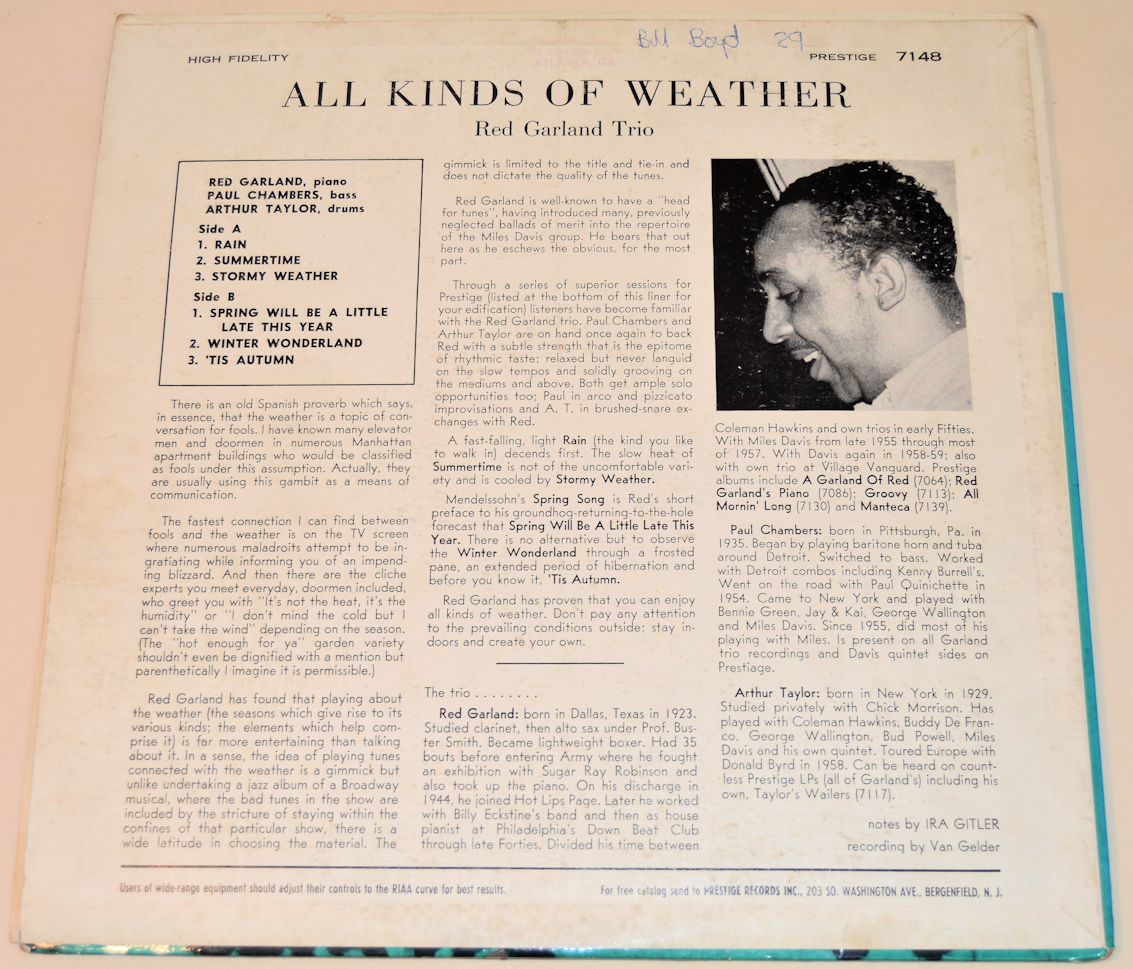 Bill Boyd 29
HIGH FIDELITY
PRESTIGE 7148
ATLANTA, GA.
ALL KINDS OF WEATHER
Red Garland Trio
RED GARLAND, piano
PAUL CHAMBERS, bass
ARTHUR TAYLOR, drums
Side A
1. RAIN
2. SUMMERTIME
3. STORMY WEATHER
Side B
1. SPRING WILL BE A LITTLE
LATE THIS YEAR
2. WINTER WONDERLAND
3. 'TIS AUTUMN
There is an old Spanish proverb which says,
in essence, that the weather is a topic of con-
versation for fools. I have known many elevator
men and doormen in numerous Manhattan
apartment buildings who would be classified
as fools under this assumption. Actually, they
are usually using this gambit as a means of
communication.
The fastest connection I can find between
fools and the weather is on the TV screen
where numerous maladroits attempt to be in-
gratiating while informing you of an impend-
ing blizzard. And then there are the cliche
experts you meet everyday, doormen included,
who greet you with "It's not the heat, it's the
humidity" or "I don't mind the cold but I
can't take the wind" depending on the season.
(The "hot enough for ya" garden variety
shouldn't even be dignified with a mention but
parenthetically I imagine it is permissible.)
Red Garland has found that playing about
the weather (the seasons which give rise to its
various kinds; the elements which help com-
prise it) is far more entertaining than talking
about it. In a sense, the idea of playing tunes
connected with the weather is a gimmick but
unlike undertaking a jazz album of a Broadway
musical, where the bad tunes in the show are
included by the stricture of staying within the
confines of that particular show, there is a
wide latitude in choosing the material. The
gimmick is limited to the title and tie-in and
does not dictate the quality of the tunes.
Red Garland is well-known to have a "head
for tunes", having introduced many, previously
neglected ballads of merit into the repertoire
of the Miles Davis group. He bears that out
here as he eschews the obvious, for the most
part.
Through a series of superior sessions for
Prestige (listed at the bottom of this liner for
your edification) listeners have become familiar
with the Red Garland trio. Paul Chambers and
Arthur Taylor are on hand once again to back
Red with a subtle strength that is the epitome
of rhythmic taste; relaxed but never languid
on the slow tempos and solidly grooving on
the mediums and above. Both get ample solo
opportunities too; Paul in arco and pizzicato
improvisations and A. T. in brushed-snare ex-
changes with Red.
A fast-falling, light Rain (the kind you like
to walk in) decends first. The slow heat of
Summertime is not of the uncomfortable vari-
ety and is cooled by Stormy Weather.
Mendelssohn's Spring Song is Red's short
preface to his groundhog-returning-to-the-hole
forecast that Spring Will Be A Little Late This
Year. There is no alternative but to observe
the Winter Wonderland through a frosted
pane, an extended period of hibernation and
before you know it, 'Tis Autumn.
Red Garland has proven that you can enjoy
all kinds of weather. Don't pay any attention
to the prevailing conditions outside; stay in-
doors and create your own.
The trio . . . . . . . .
Red Garland: born in Dallas, Texas in 1923.
Studied clarinet, then alto sax under Prof. Bus-
ter Smith. Became lightweight boxer. Had 35
bouts before entering Army where he fought
an exhibition with Sugar Ray Robinson and
also took up the piano. On his discharge in
1944, he joined Hot Lips Page. Later he worked
with Billy Eckstine's band and then as house
pianist at Philadelphia's Down Beat Club
through late Forties. Divided his time between
Coleman Hawkins and own trios in early Fifties.
With Miles Davis from late 1955 through most
of 1957. With Davis again in 1958-59; also
with own trio at Village Vanguard. Prestige
albums include A Garland Of Red (7064); Red
Garland's Piano (7086); Groovy (7113); All
Mornin' Long (7130) and Manteca (7139).
Paul Chambers: born in Pittsburgh, Pa. in
1935. Began by playing baritone horn and tuba
around Detroit. Switched to bass. Worked
with Detroit combos including Kenny Burrell's.
Went on the road with Paul Quinichette in
1954. Came to New York and played with
Bennie Green, Jay & Kai, George Wallington
and Miles Davis. Since 1955, did most of his
playing with Miles. Is present on all Garland
trio recordings and Davis quintet sides on
Prestiage.
Arthur Taylor: born in New York in 1929.
Studied privately with Chick Morrison. Has
played with Coleman Hawkins, Buddy De Fran-
co, George Wallington, Bud Powell, Miles
Davis and his own quintet. Toured Europe with
Donald Byrd in 1958. Can be heard on count-
less Prestige LPs (all of Garland's) including his
own, Taylor's Wailers (7117).
notes by IRA GITLER
recording by Van Gelder
Users of wide-range equipment should adjust their controls to the RIAA curve for best results.
For free catalog send to PRESTIGE RECORDS INC., 203 SO. WASHINGTON AVE., BERGENFIELD, N. J.